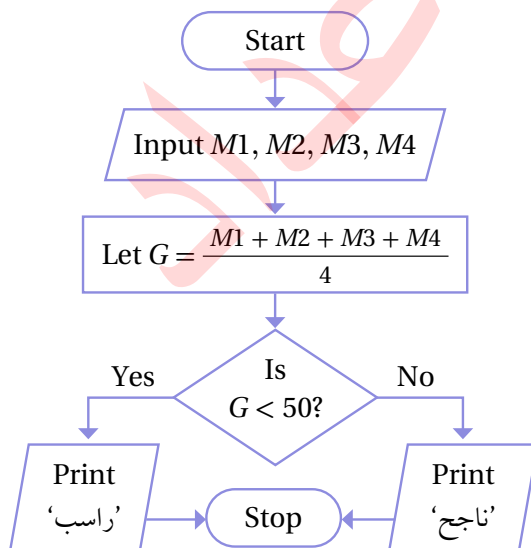 Start
Input M1, M2, M3, M4
Let G = (M1 + M2 + M3 + M4) / 4
Is
G < 50?
Yes
No
Print
‘راسب’
Stop
Print
‘ناجح’